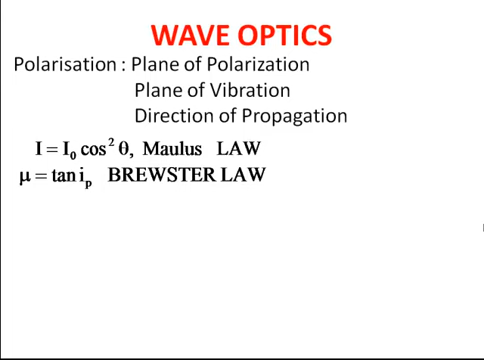 WAVE OPTICS
Polarisation : Plane of Polarization
Plane of Vibration
Direction of Propagation
I = I₀ cos² θ, Maulus LAW
μ = tan iₚ BREWSTER LAW